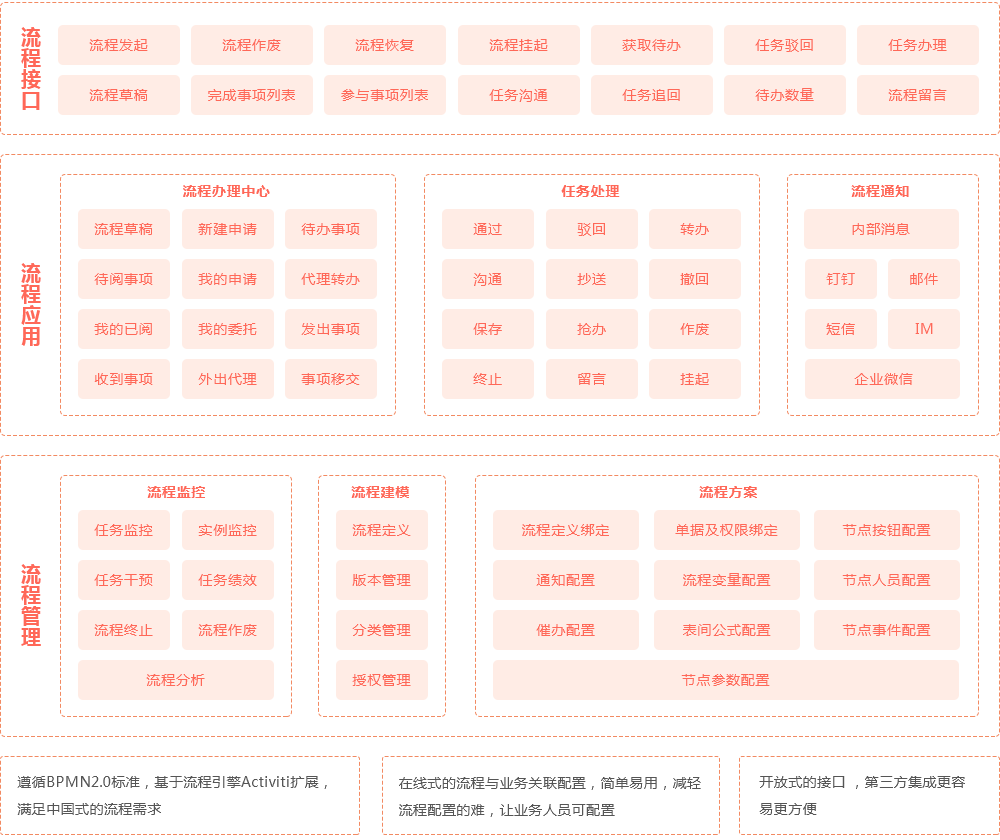 流程接口
流程发起 流程作废 流程恢复 流程挂起 获取待办 任务驳回 任务办理
流程草稿 完成事项列表 参与事项列表 任务沟通 任务追回 待办数量 流程留言
流程应用
流程办理中心
流程草稿 新建申请 待办事项
待阅事项 我的申请 代理转办
我的已阅 我的委托 发出事项
收到事项 外出代理 事项移交
任务处理
通过 驳回 转办
沟通 抄送 撤回
保存 抢办 作废
终止 留言 挂起
流程通知
内部消息
钉钉 邮件
短信 IM
企业微信
流程管理
流程监控
任务监控 实例监控
任务干预 任务绩效
流程终止 流程作废
流程分析
流程建模
流程定义
版本管理
分类管理
授权管理
流程方案
流程定义绑定 单据及权限绑定 节点按钮配置
通知配置 流程变量配置 节点人员配置
催办配置 表间公式配置 节点事件配置
节点参数配置
遵循BPMN2.0标准，基于流程引擎Activiti扩展，
满足中国式的流程需求
在线式的流程与业务关联配置，简单易用，减轻
流程配置的难，让业务人员可配置
开放式的接口 ，第三方集成更容
易更方便